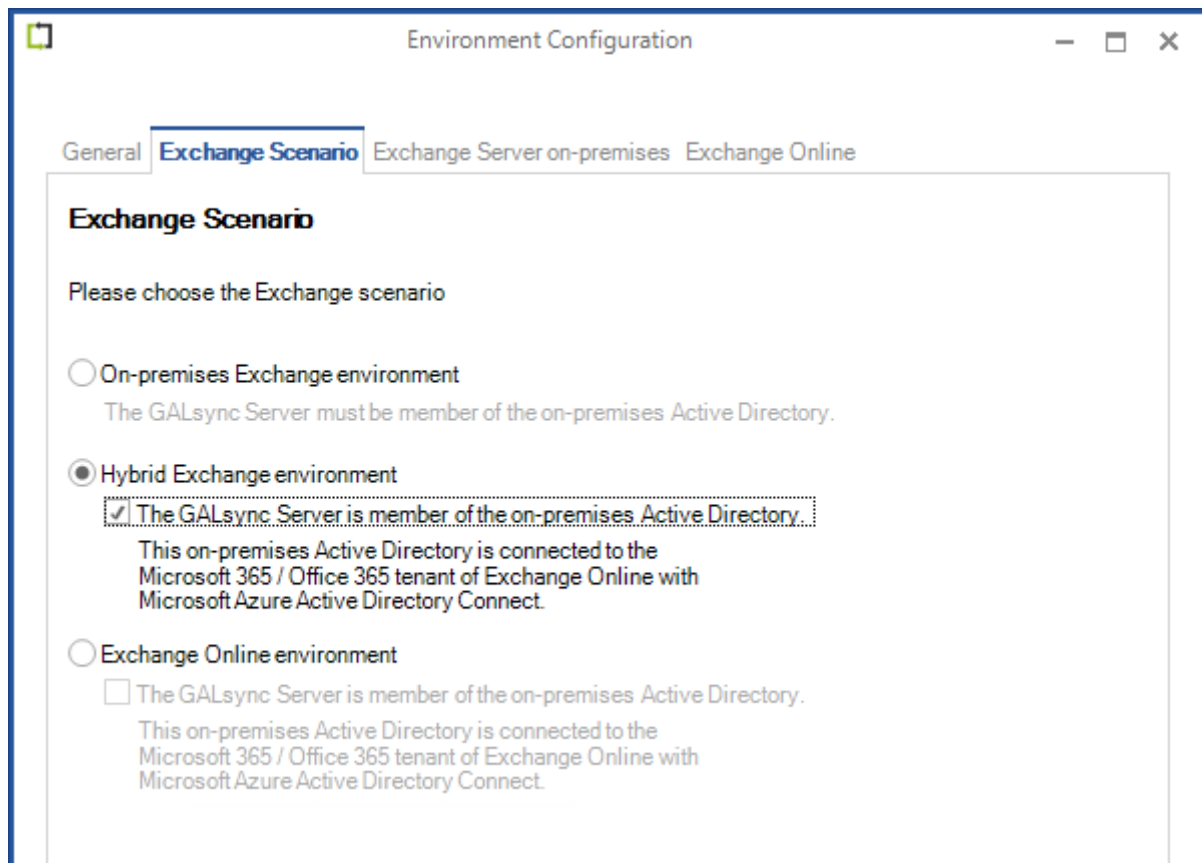 Environment Configuration
General Exchange Scenario Exchange Server on-premises Exchange Online
Exchange Scenario
Please choose the Exchange scenario
On-premises Exchange environment
The GALsync Server must be member of the on-premises Active Directory.
Hybrid Exchange environment
The GALsync Server is member of the on-premises Active Directory.
This on-premises Active Directory is connected to the
Microsoft 365 / Office 365 tenant of Exchange Online with
Microsoft Azure Active Directory Connect.
Exchange Online environment
The GALsync Server is member of the on-premises Active Directory.
This on-premises Active Directory is connected to the
Microsoft 365 / Office 365 tenant of Exchange Online with
Microsoft Azure Active Directory Connect.